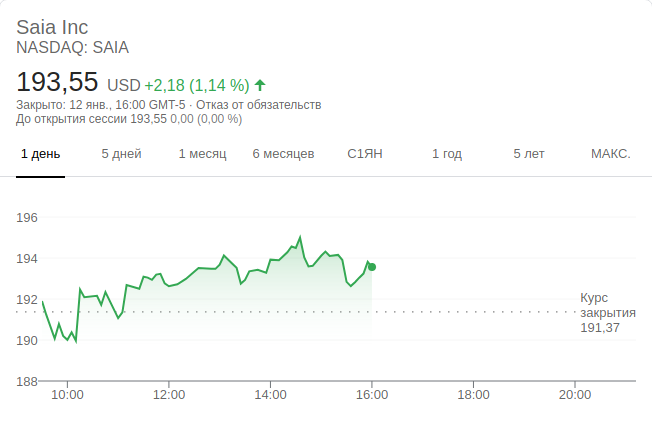 Saia Inc
NASDAQ: SAIA
193,55 USD +2,18 (1,14 %)
Закрыто: 12 янв., 16:00 GMT-5 · Отказ от обязательств
До открытия сессии 193,55 0,00 (0,00 %)
1 день 5 дней 1 месяц 6 месяцев С1ЯН 1 год 5 лет МАКС.
196
194
192
190
188
Курс
закрытия
191,37
10:00 12:00 14:00 16:00 18:00 20:00